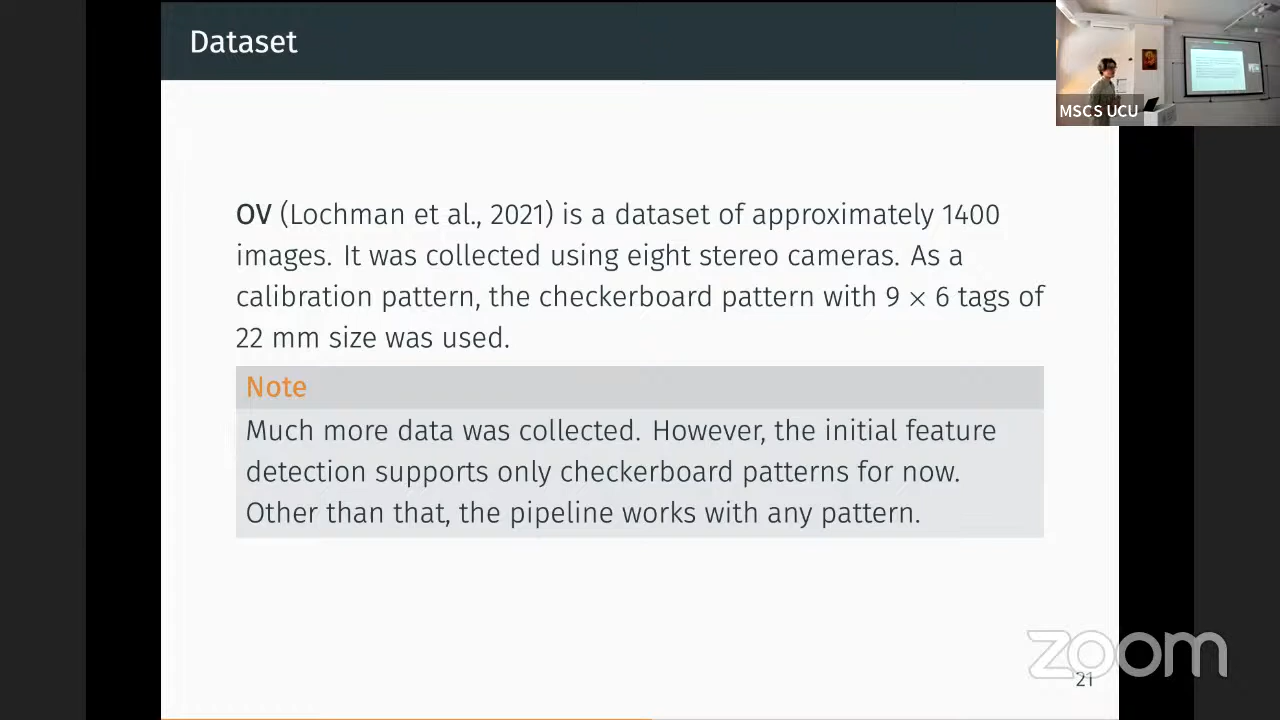 Dataset
MSCS UCU
OV (Lochman et al., 2021) is a dataset of approximately 1400
images. It was collected using eight stereo cameras. As a
calibration pattern, the checkerboard pattern with 9 × 6 tags of
22 mm size was used.
Note
Much more data was collected. However, the initial feature
detection supports only checkerboard patterns for now.
Other than that, the pipeline works with any pattern.
zoom
21